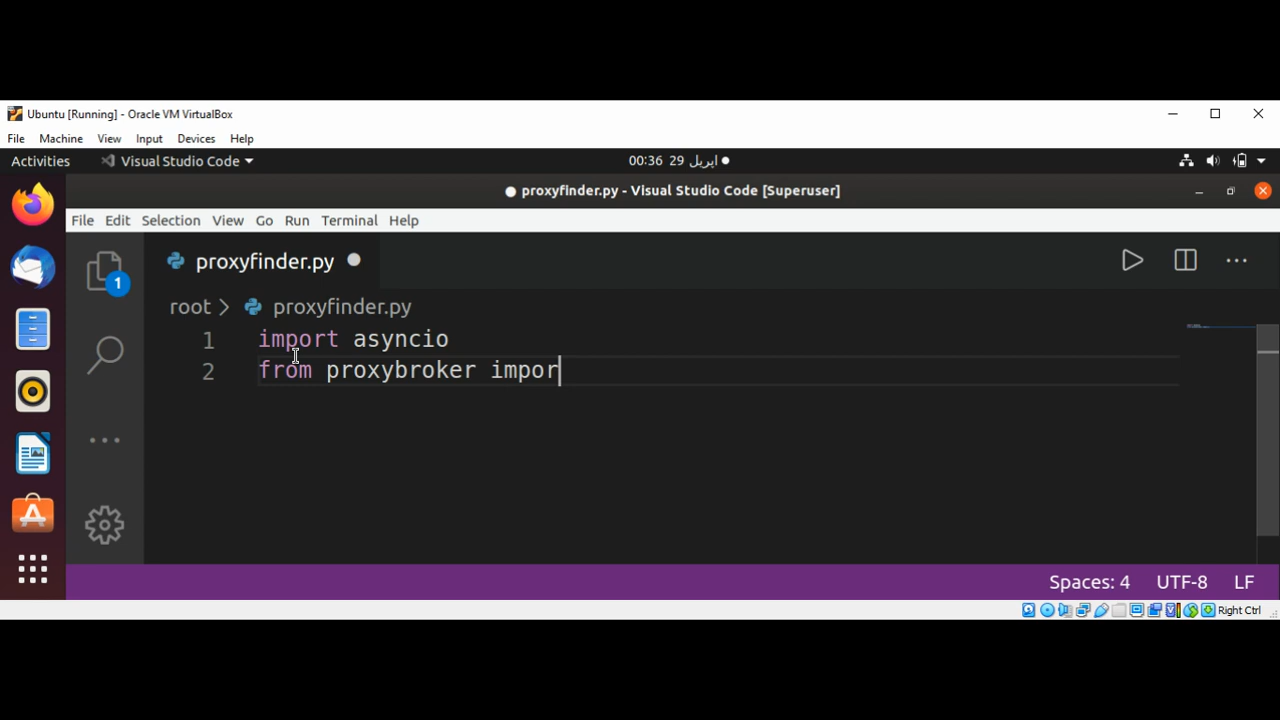 Ubuntu [Running] - Oracle VM VirtualBox
File Machine View Input Devices Help
Activities Visual Studio Code 00:36 29 اپریل
proxyfinder.py - Visual Studio Code [Superuser]
File Edit Selection View Go Run Terminal Help
1
proxyfinder.py
root > proxyfinder.py
1 import asyncio
2 from proxybroker impor
Spaces: 4 UTF-8 LF
Right Ctrl